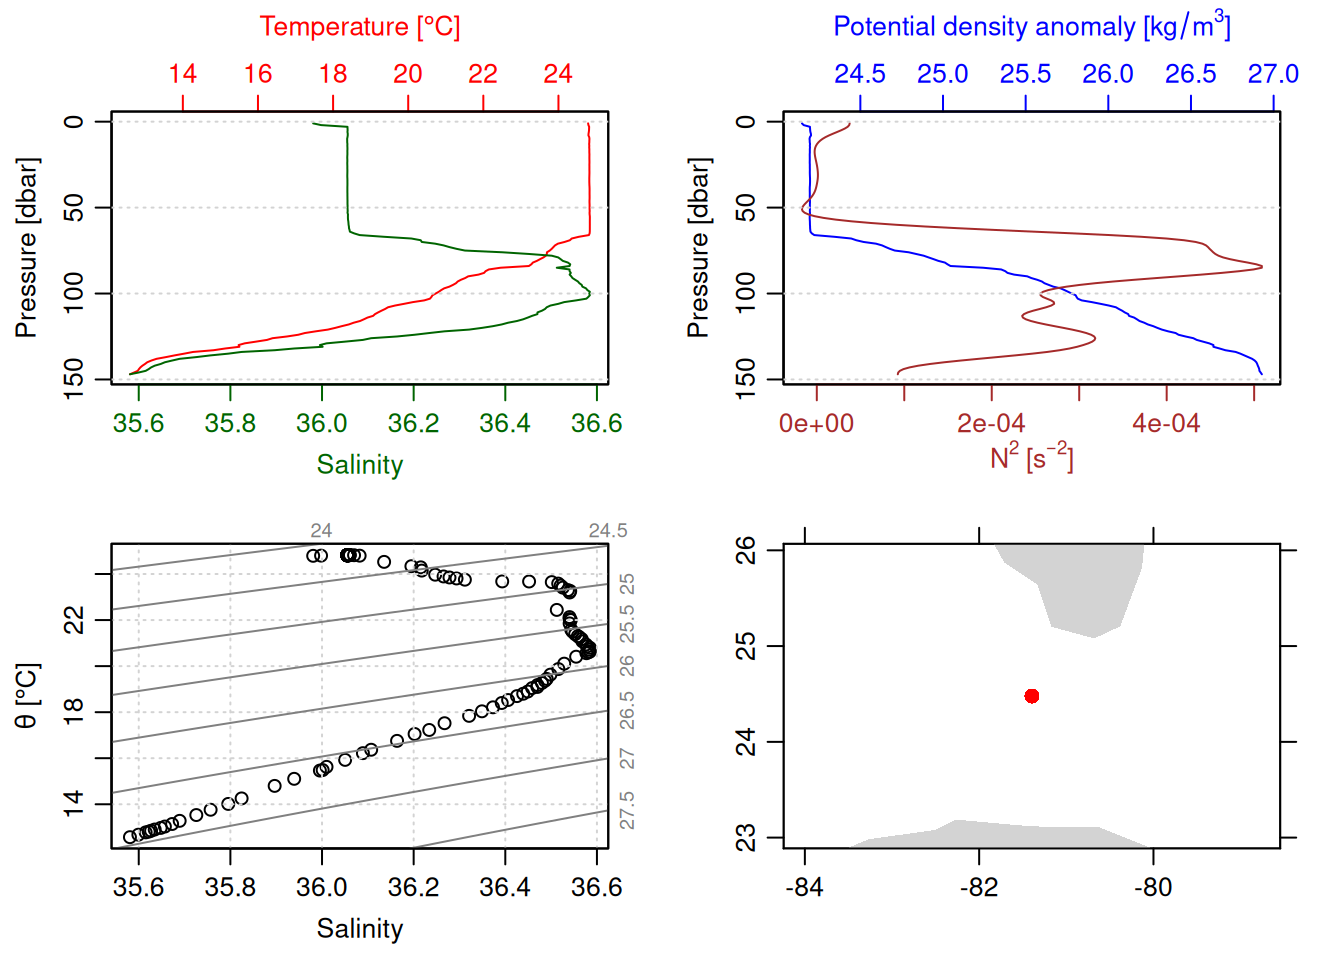 Temperature [°C]
14 16 18 20 22 24
Pressure [dbar]
0
50
100
150
35.6 35.8 36.0 36.2 36.4 36.6
Salinity
Potential density anomaly [kg/m³]
24.5 25.0 25.5 26.0 26.5 27.0
Pressure [dbar]
0
50
100
150
0e+00 2e-04 4e-04
N² [s⁻²]
24 24.5
25
25.5
26
26.5
27
27.5
θ [°C]
22
18
14
35.6 35.8 36.0 36.2 36.4 36.6
Salinity
26
25
24
23
-84 -82 -80